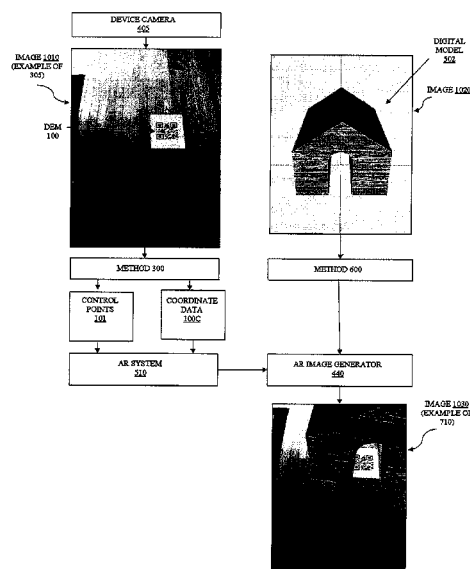 DEVICE CAMERA
405
IMAGE 1010
(EXAMPLE OF
305)
DEM
100
DIGITAL
MODEL
502
IMAGE 1020
METHOD 300
METHOD 600
CONTROL
POINTS
101
COORDINATE
DATA
100C
AR SYSTEM
510
AR IMAGE GENERATOR
440
IMAGE 1030
(EXAMPLE OF
710)